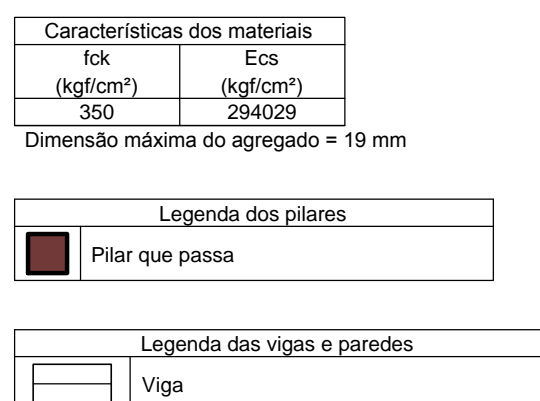 Características dos materiais
fck Ecs
(kgf/cm²) (kgf/cm²)
350 294029
Dimensão máxima do agregado = 19 mm
Legenda dos pilares
Pilar que passa
Legenda das vigas e paredes
Viga